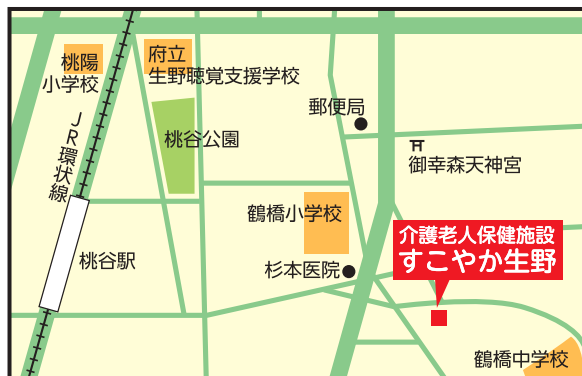 桃陽
小学校
府立
生野聴覚支援学校
郵便局
桃谷公園
JR環状線
御幸森天神宮
鶴橋小学校
介護老人保健施設
すこやか生野
桃谷駅
杉本医院
鶴橋中学校